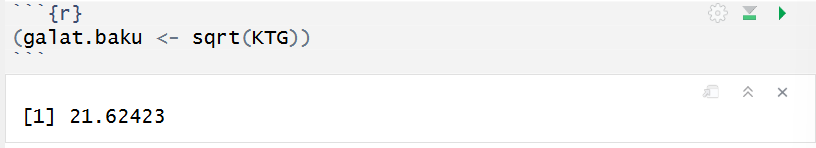 ```{r}
(galat.baku <- sqrt(KTG))
```
[1] 21.62423